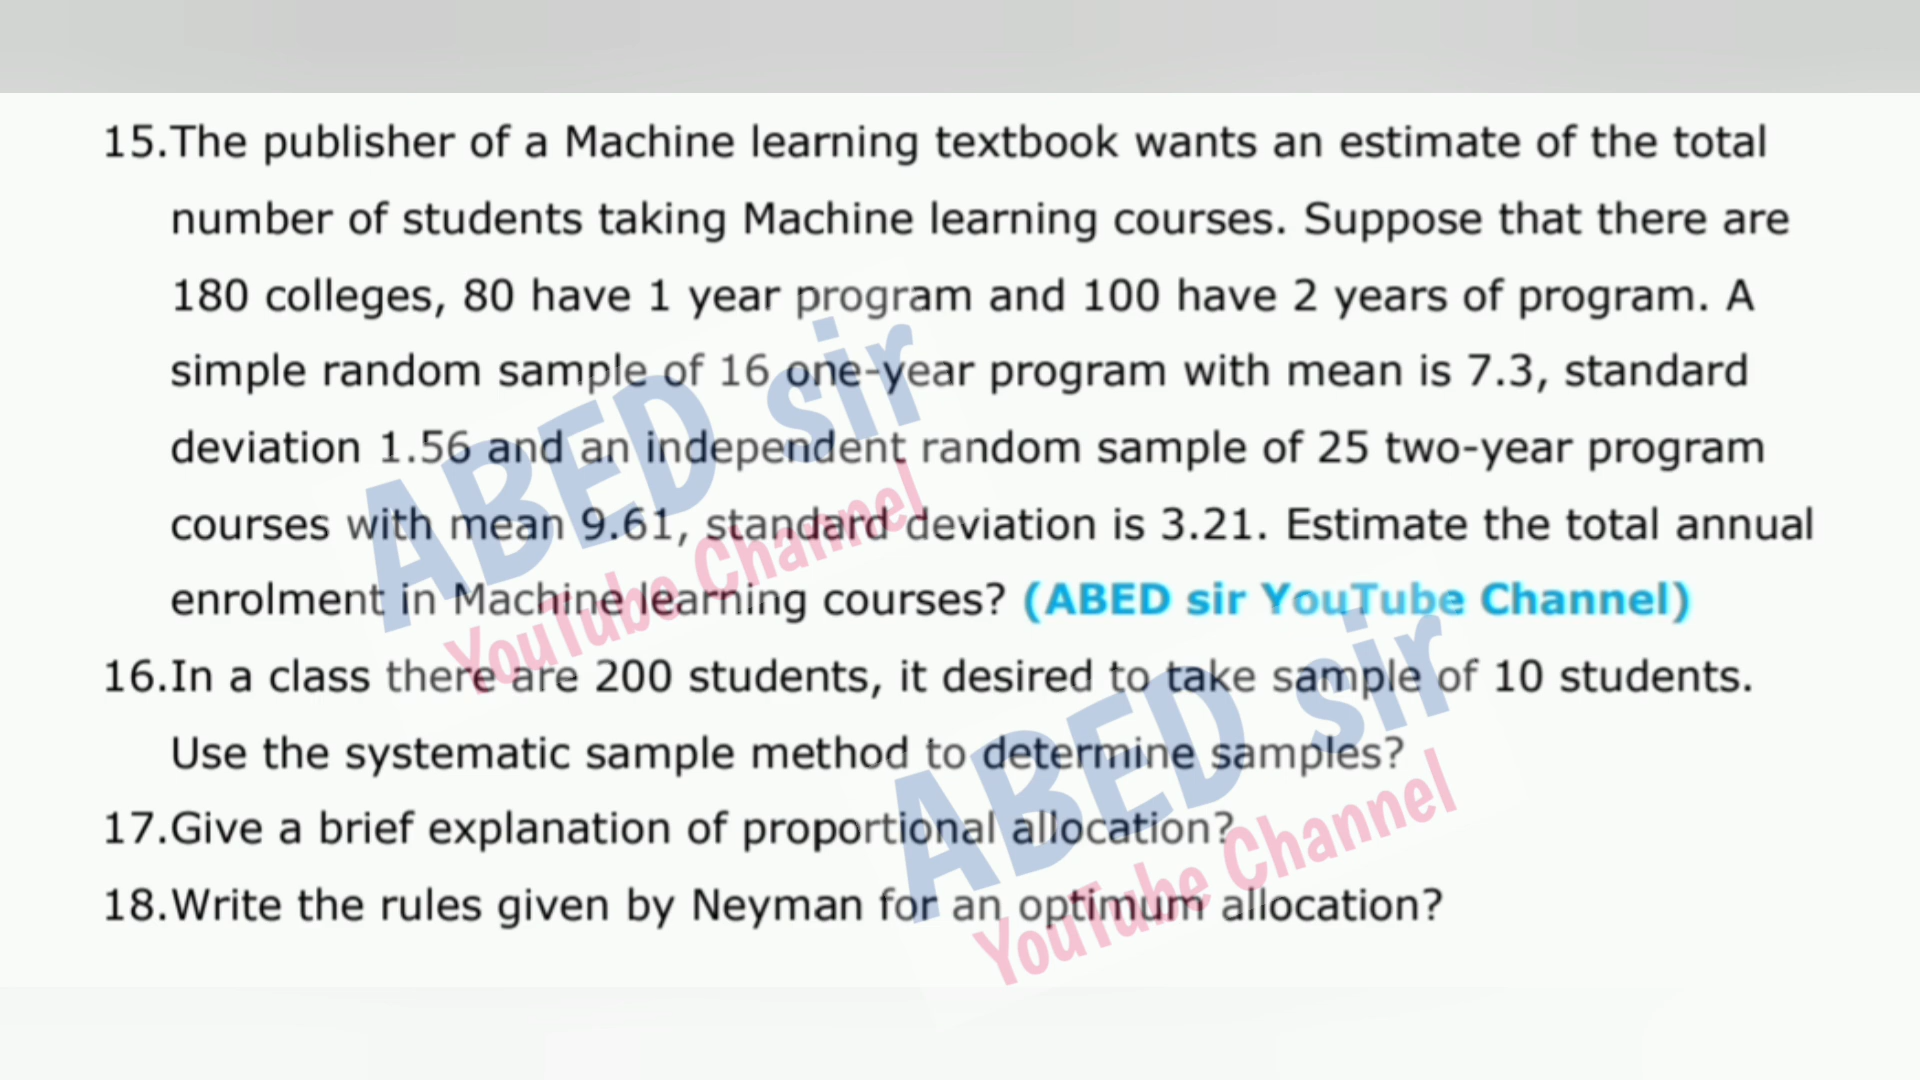 15.The publisher of a Machine learning textbook wants an estimate of the total
number of students taking Machine learning courses. Suppose that there are
180 colleges, 80 have 1 year program and 100 have 2 years of program. A
simple random sample of 16 one-year program with mean is 7.3, standard
deviation 1.56 and an independent random sample of 25 two-year program
courses with mean 9.61, standard deviation is 3.21. Estimate the total annual
enrolment in Machine learning courses? (ABED sir YouTube Channel)
16.In a class there are 200 students, it desired to take sample of 10 students.
Use the systematic sample method to determine samples?
17.Give a brief explanation of proportional allocation?
18.Write the rules given by Neyman for an optimum allocation?
ABED sir
YouTube Channel
ABED sir
YouTube Channel